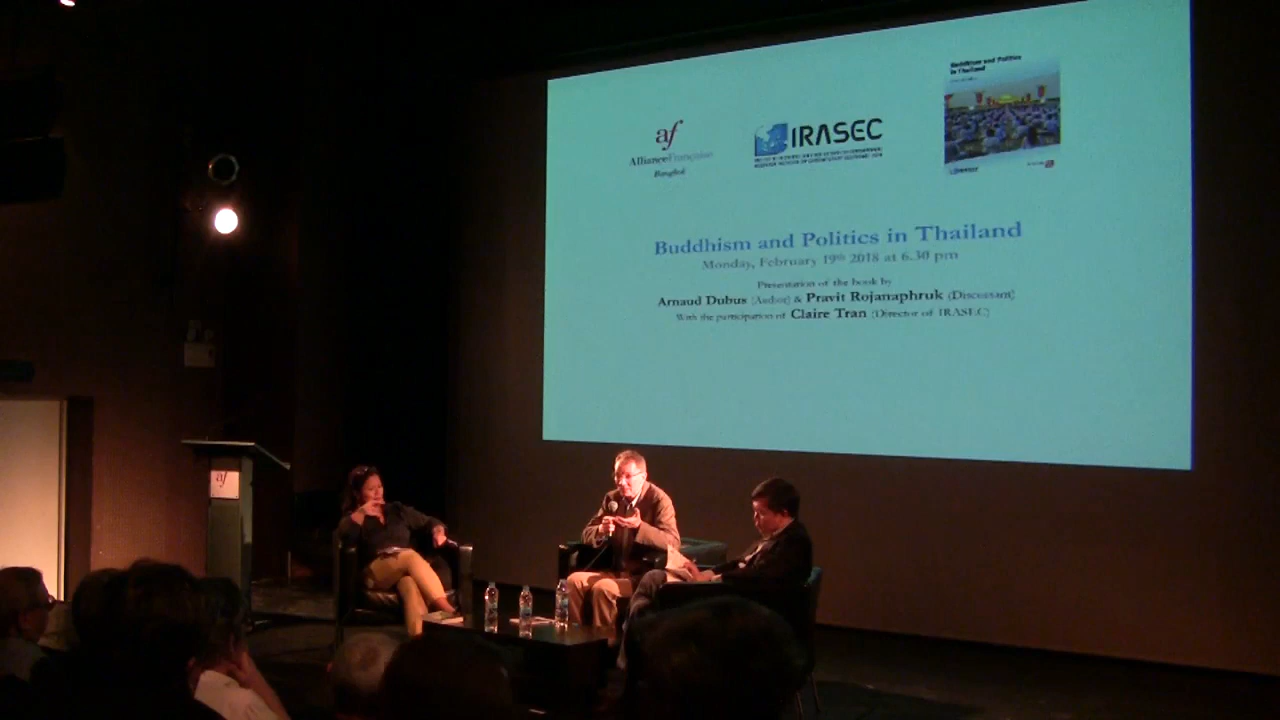 af
AllianceFrançaise
Bangkok
IRASEC
Buddhism and Politics
in Thailand
Buddhism and Politics in Thailand
Monday, February 19th 2018 at 6.30 pm
Presentation of the book by
Arnaud Dubus (Author) & Pravit Rojanaphruk (Discussant)
With the participation of Claire Tran (Director of IRASEC)
af